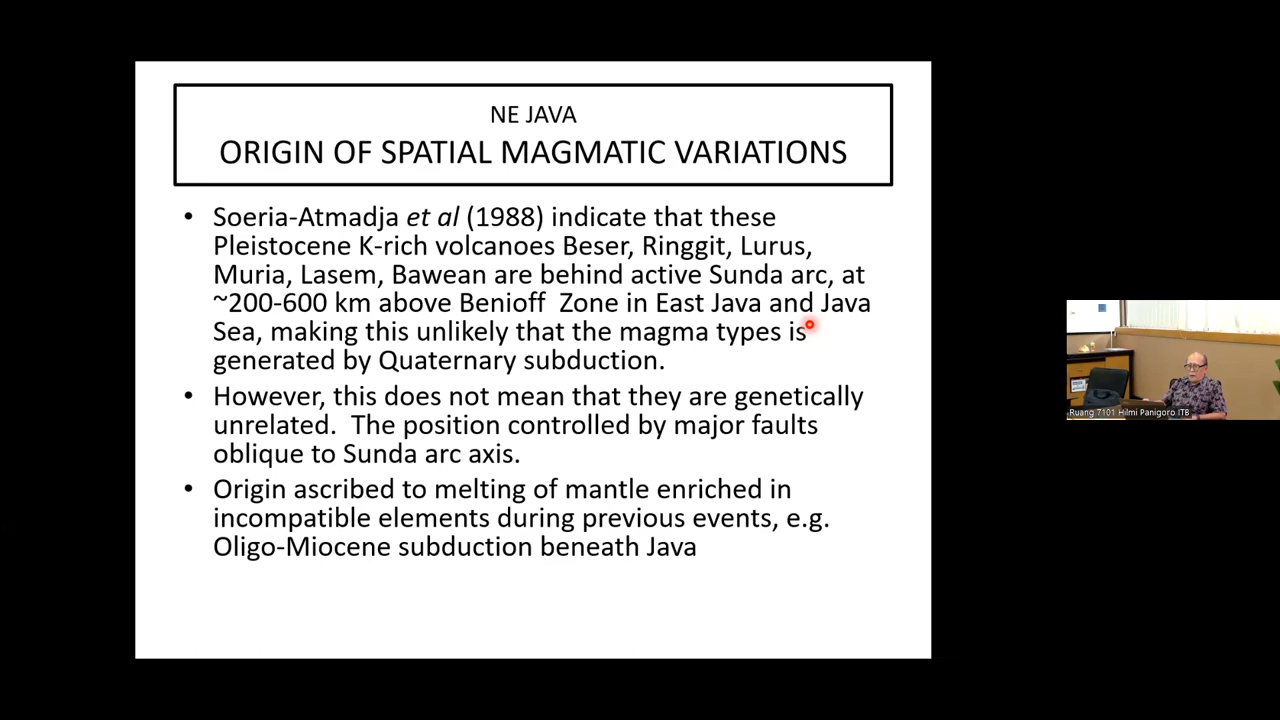 NE JAVA
ORIGIN OF SPATIAL MAGMATIC VARIATIONS
• Soeria-Atmadja et al (1988) indicate that these
Pleistocene K-rich volcanoes Beser, Ringgit, Lurus,
Muria, Lasem, Bawean are behind active Sunda arc, at
~200-600 km above Benioff  Zone in East Java and Java
Sea, making this unlikely that the magma types is
generated by Quaternary subduction.
• However, this does not mean that they are genetically
unrelated.  The position controlled by major faults
oblique to Sunda arc axis.
• Origin ascribed to melting of mantle enriched in
incompatible elements during previous events, e.g.
Oligo-Miocene subduction beneath Java
Ruang 7101 Hilmi Panigoro ITB